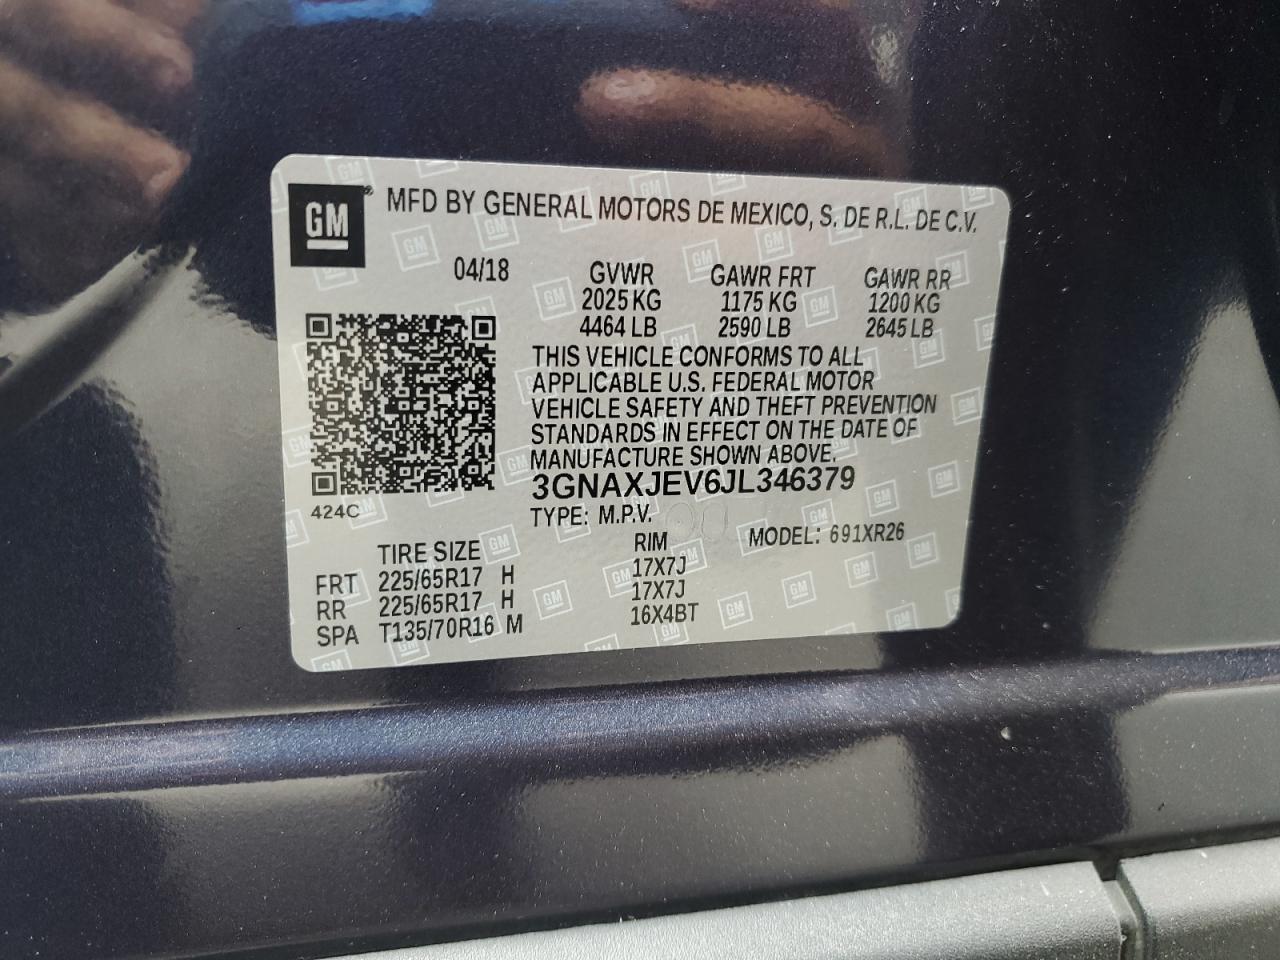 GM ® MFD BY GENERAL MOTORS DE MEXICO, S. DE R.L. DE C.V.
04/18 GVWR GAWR FRT GAWR RR
2025 KG 1175 KG 1200 KG
4464 LB 2590 LB 2645 LB
THIS VEHICLE CONFORMS TO ALL
APPLICABLE U.S. FEDERAL MOTOR
VEHICLE SAFETY AND THEFT PREVENTION
STANDARDS IN EFFECT ON THE DATE OF
MANUFACTURE SHOWN ABOVE.
3GNAXJEV6JL346379
424C
TYPE: M.P.V.
MODEL: 691XR26
TIRE SIZE RIM
FRT 225/65R17 H 17X7J
RR 225/65R17 H 17X7J
SPA T135/70R16 M 16X4BT